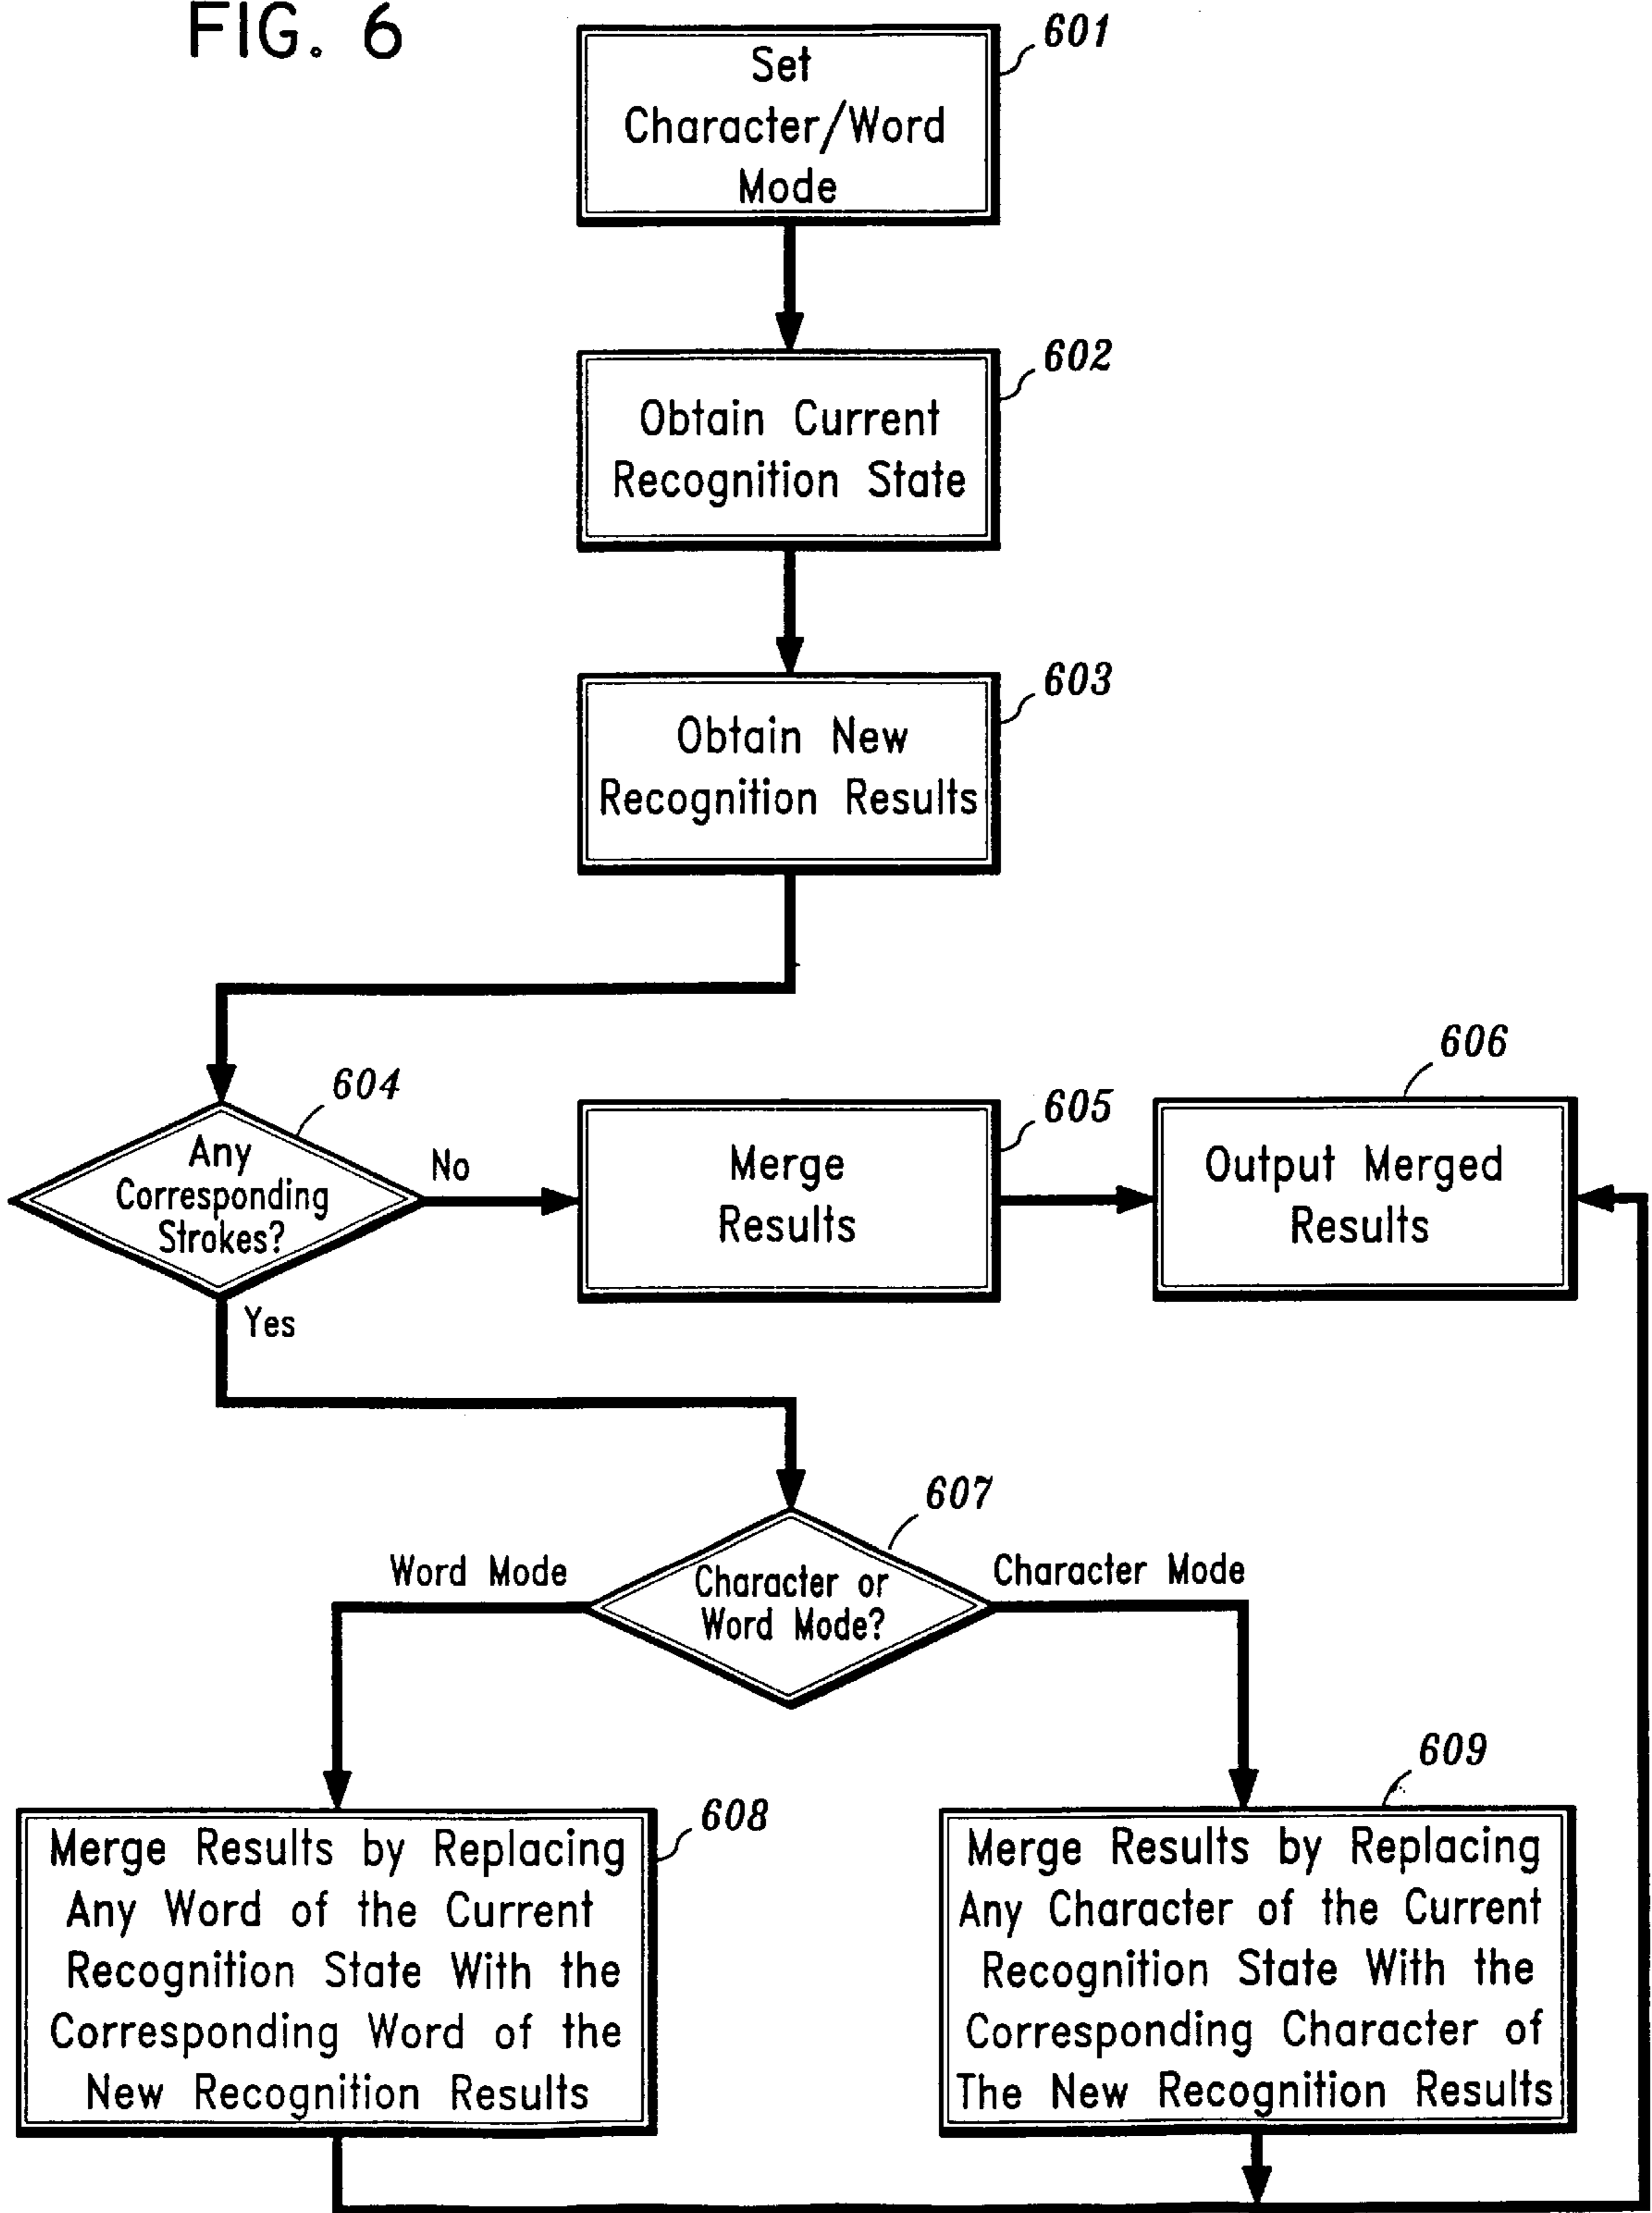 FIG. 6
601
Set
Character/Word
Mode
602
Obtain Current
Recognition State
603
Obtain New
Recognition Results
604
Any
Corresponding
Strokes?
No
Yes
605
Merge
Results
606
Output Merged
Results
607
Character or
Word Mode?
Word Mode
Character Mode
608
Merge Results by Replacing
Any Word of the Current
Recognition State With the
Corresponding Word of the
New Recognition Results
609
Merge Results by Replacing
Any Character of the Current
Recognition State With the
Corresponding Character of
The New Recognition Results